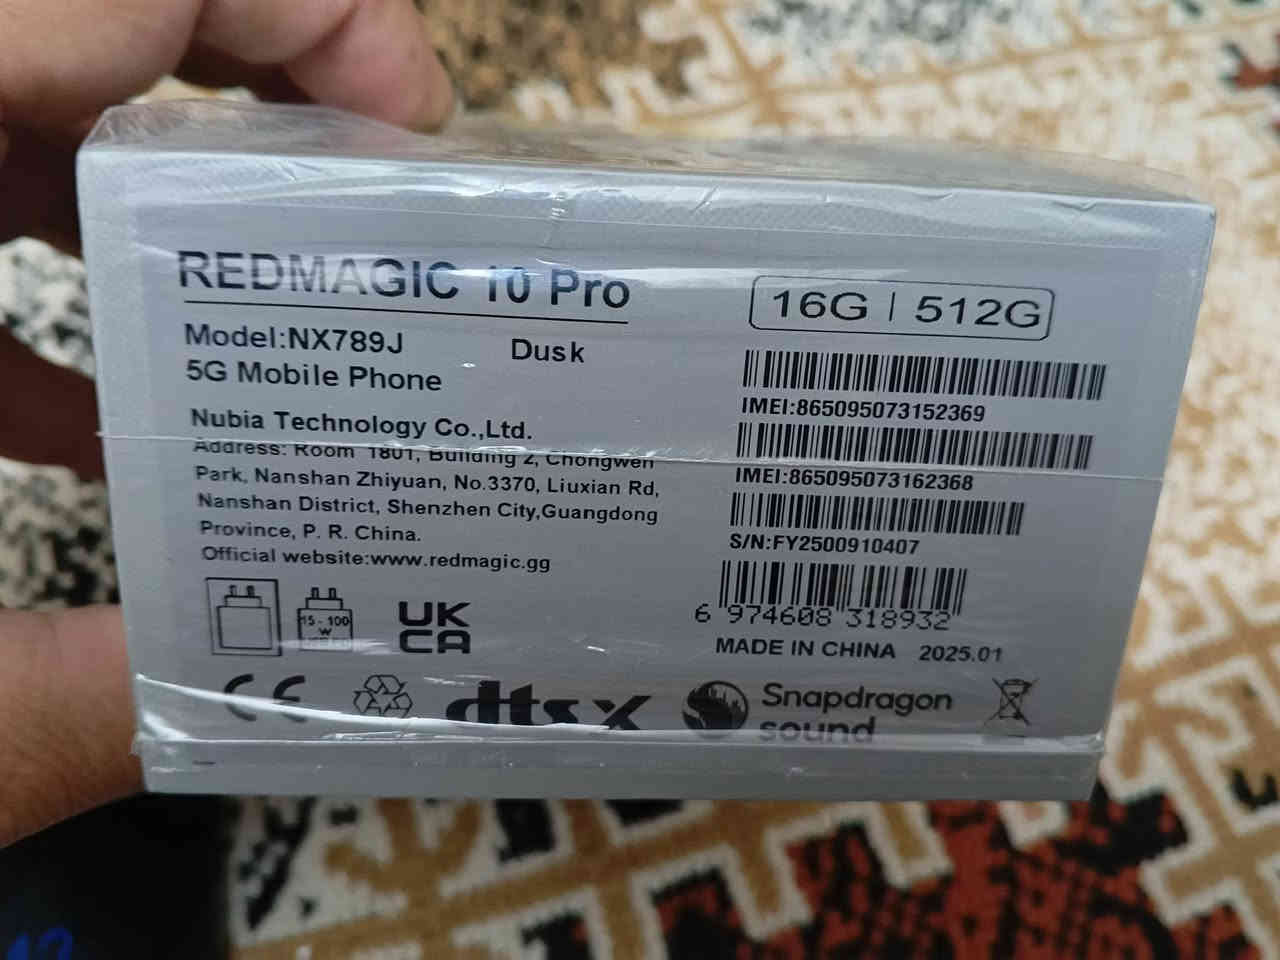 REDMAGIC 10 Pro
16G | 512G
Model:NX789J
Dusk
5G Mobile Phone
Nubia Technology Co.,Ltd.
Address: Room 1801, Building 2, Chongwen
Park, Nanshan Zhiyuan, No.3370, Liuxian Rd,
Nanshan District, Shenzhen City,Guangdong
Province, P. R. China.
Official website:www.redmagic.gg
IMEI:865095073152369
IMEI:865095073162368
S/N:FY2500910407
6 974608 318932
MADE IN CHINA 2025.01
15 - 100
W
UK
CA
CE
dts x
Snapdragon
sound